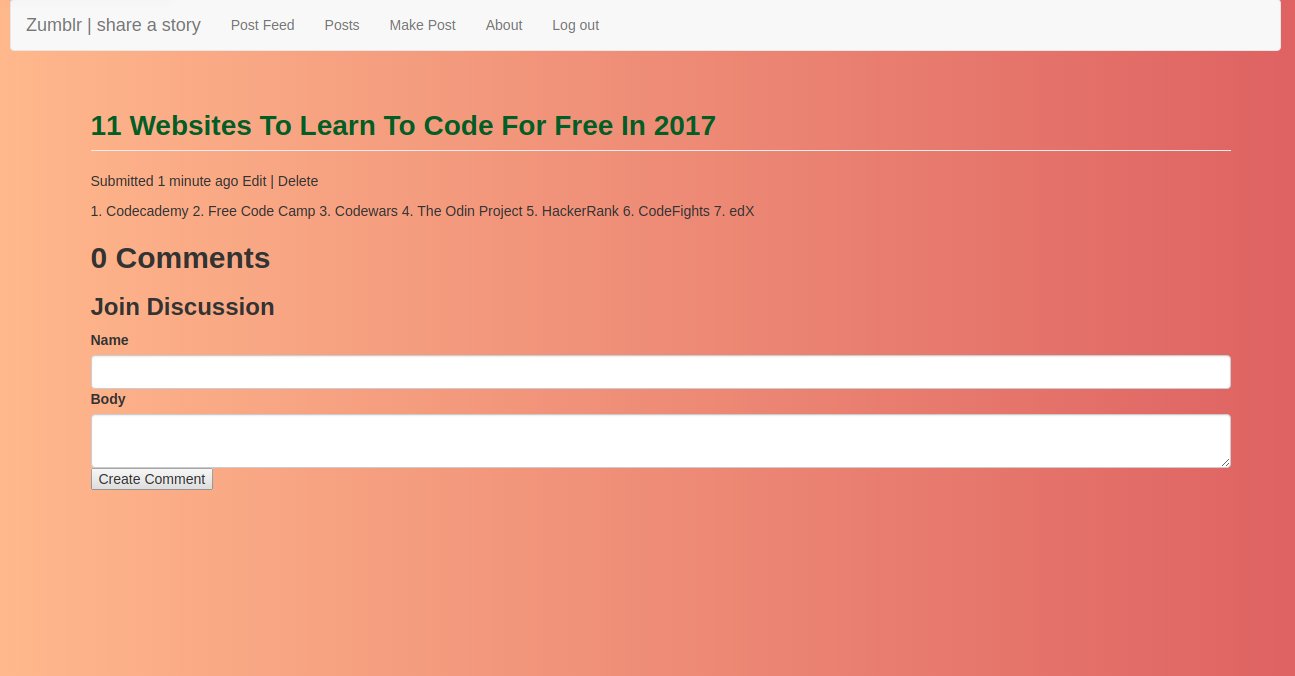 Zumblr | share a story Post Feed Posts Make Post About Log out
11 Websites To Learn To Code For Free In 2017
Submitted 1 minute ago Edit | Delete
1. Codecademy 2. Free Code Camp 3. Codewars 4. The Odin Project 5. HackerRank 6. CodeFights 7. edX
0 Comments
Join Discussion
Name
Body
Create Comment